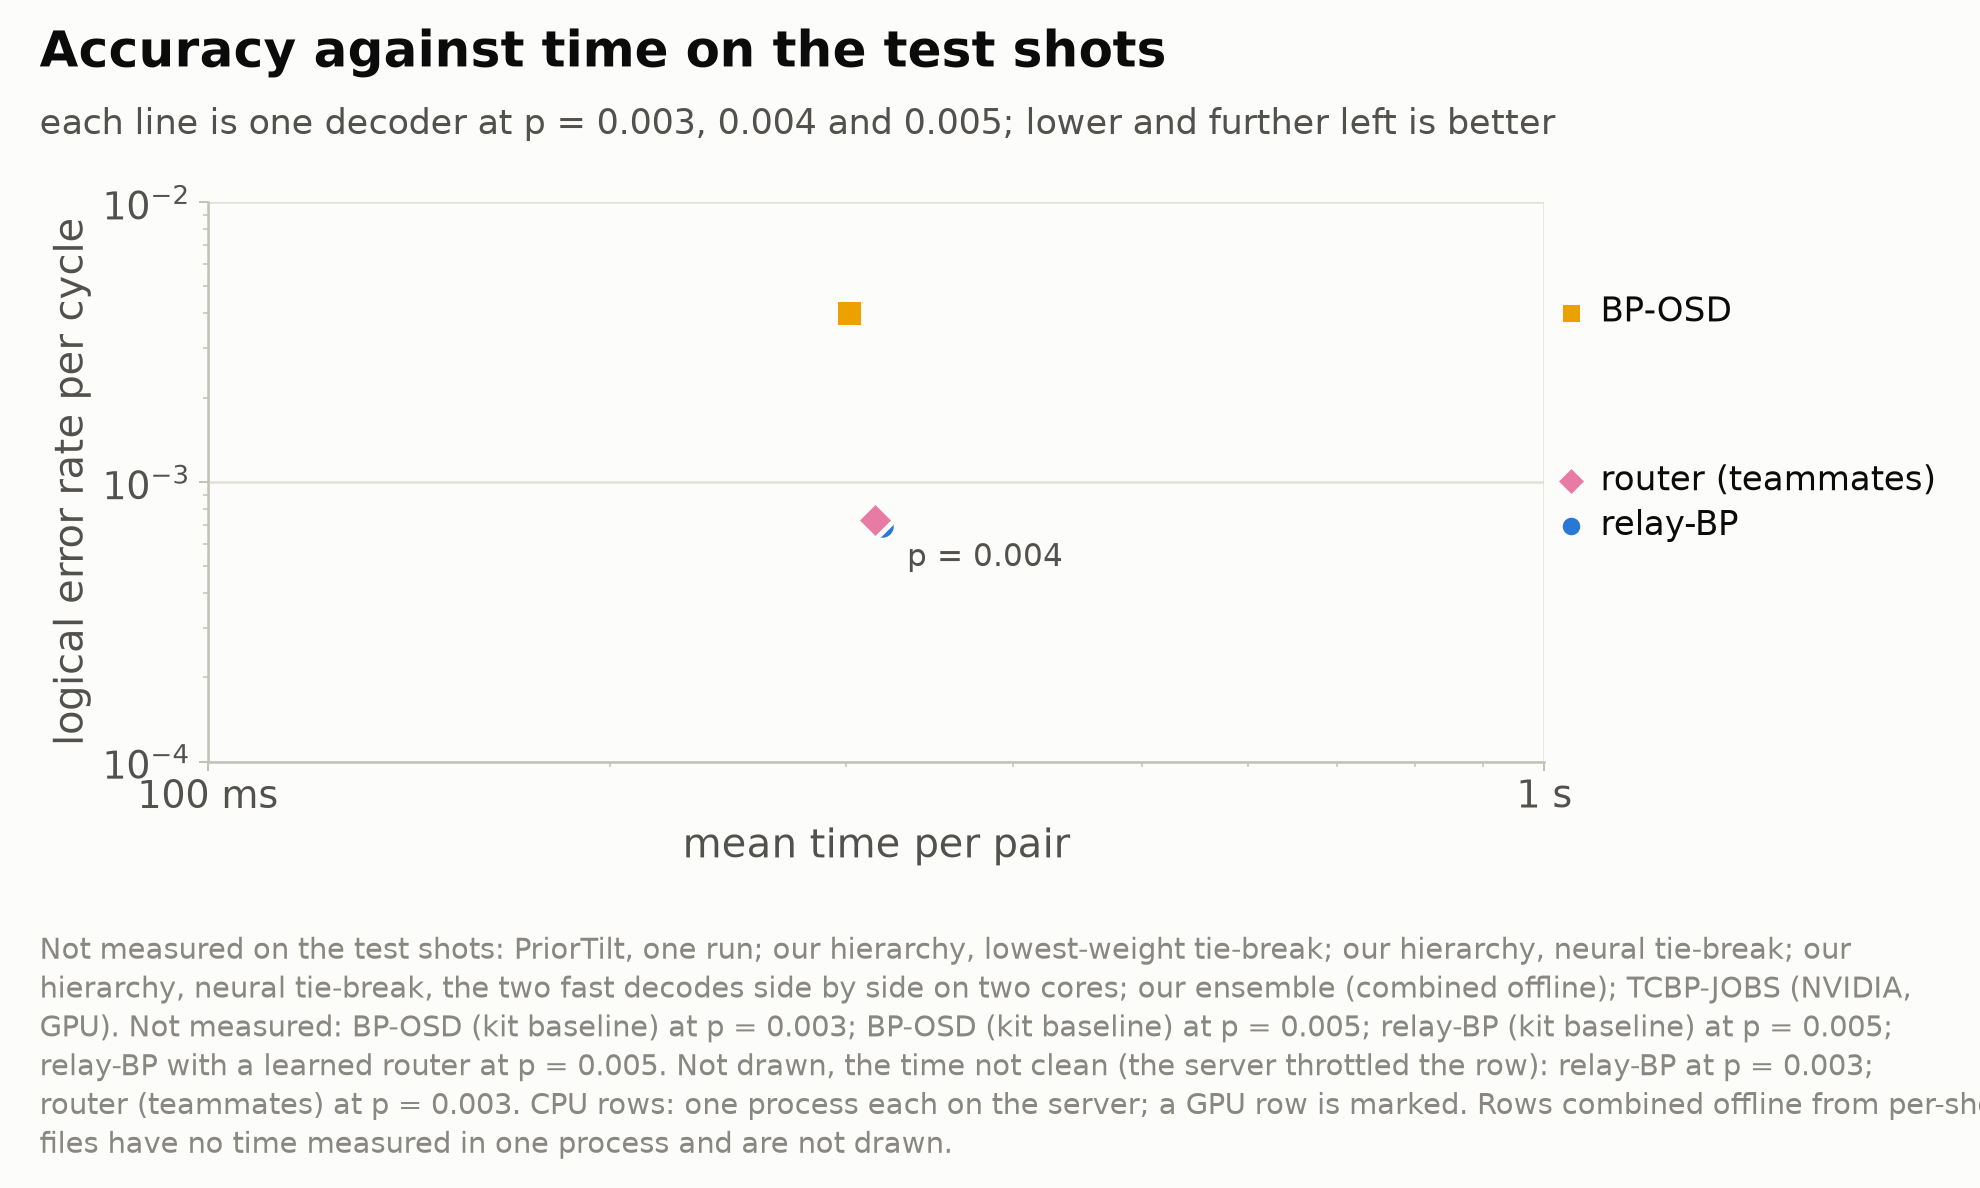 Accuracy against time on the test shots
each line is one decoder at p = 0.003, 0.004 and 0.005; lower and further left is better
logical error rate per cycle
10⁻²
10⁻³
10⁻⁴
BP-OSD
router (teammates)
relay-BP
p = 0.004
100 ms
1 s
mean time per pair
Not measured on the test shots: PriorTilt, one run; our hierarchy, lowest-weight tie-break; our hierarchy, neural tie-break; our
hierarchy, neural tie-break, the two fast decodes side by side on two cores; our ensemble (combined offline); TCBP-JOBS (NVIDIA,
GPU). Not measured: BP-OSD (kit baseline) at p = 0.003; BP-OSD (kit baseline) at p = 0.005; relay-BP (kit baseline) at p = 0.005;
relay-BP with a learned router at p = 0.005. Not drawn, the time not clean (the server throttled the row): relay-BP at p = 0.003;
router (teammates) at p = 0.003. CPU rows: one process each on the server; a GPU row is marked. Rows combined offline from
files have no time measured in one process and are not drawn.